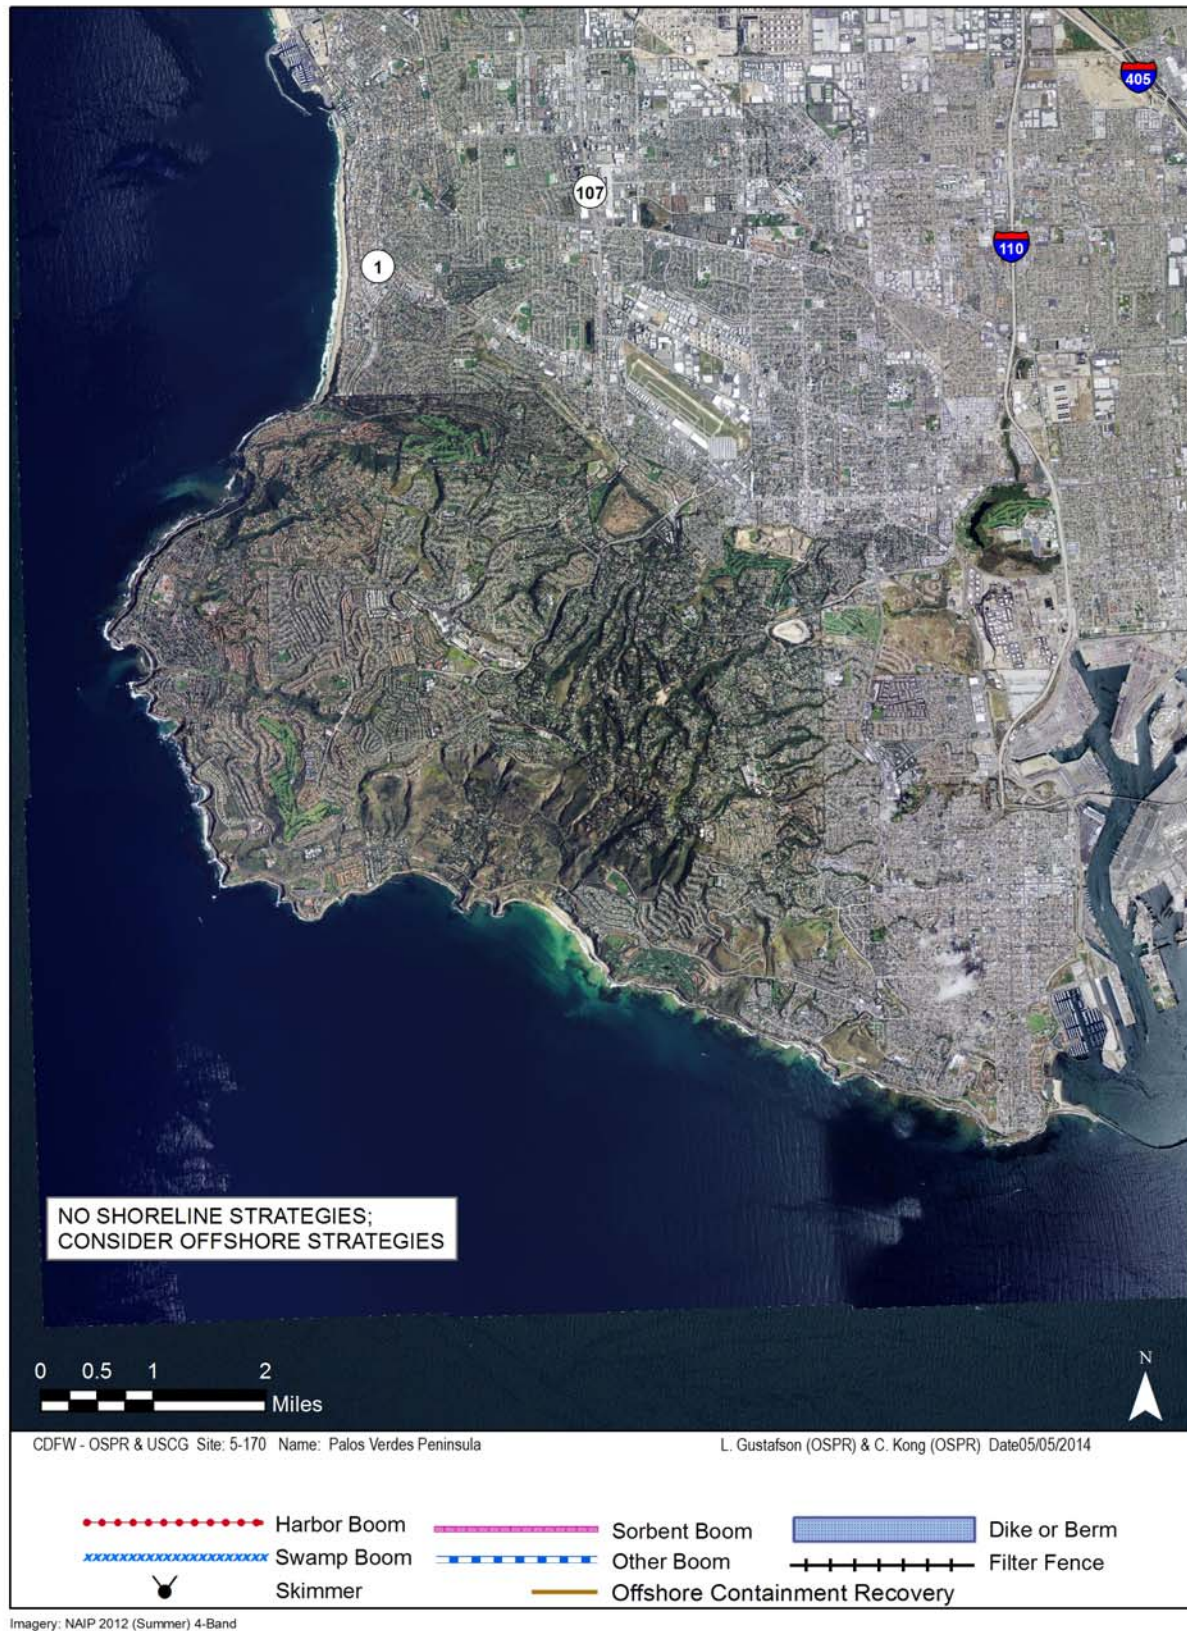 405
107
110
1
NO SHORELINE STRATEGIES;
CONSIDER OFFSHORE STRATEGIES
0 0.5 1 2
Miles
N
CDFW - OSPR & USCG Site: 5-170 Name: Palos Verdes Peninsula L. Gustafson (OSPR) & C. Kong (OSPR) Date05/05/2014
Harbor Boom Sorbent Boom Dike or Berm
Swamp Boom Other Boom Filter Fence
Skimmer Offshore Containment Recovery
Imagery: NAIP 2012 (Summer) 4-Band